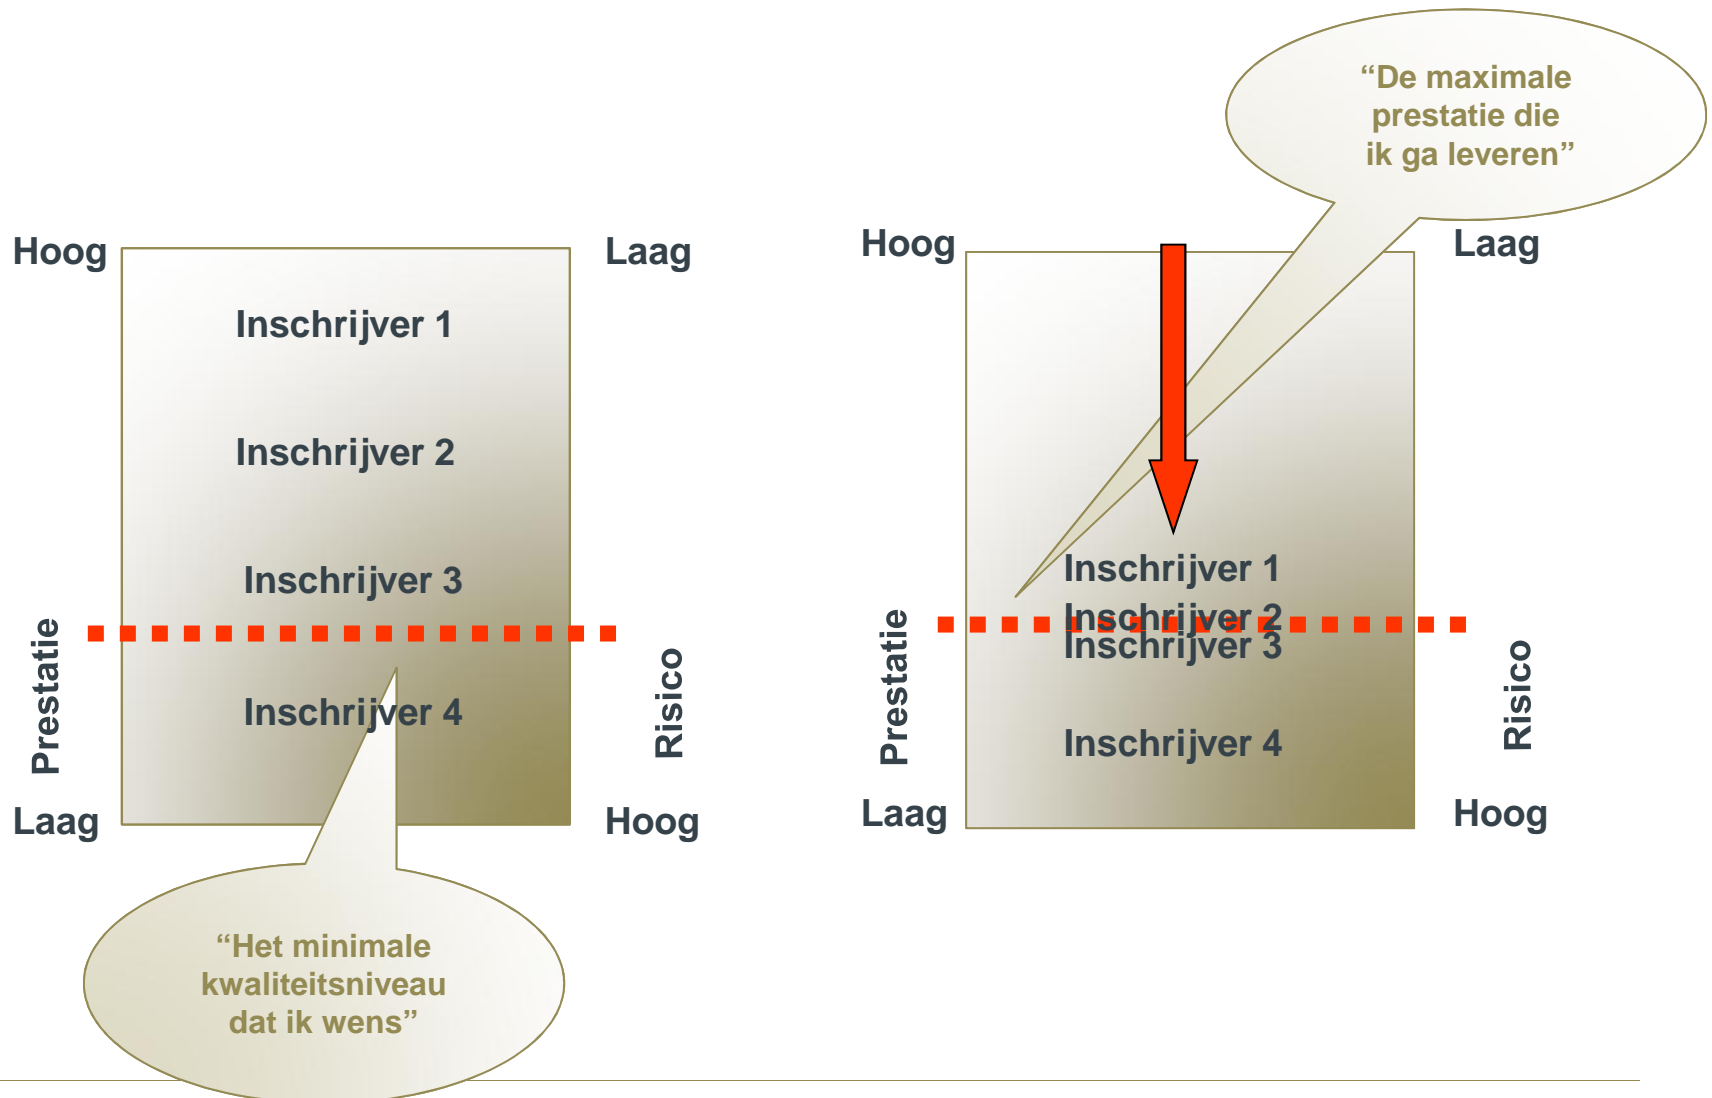 Hoog
Laag
Inschrijver 1
Inschrijver 2
Inschrijver 3
Inschrijver 4
Prestatie
Risico
Laag
Hoog
“Het minimale
kwaliteitsniveau
dat ik wens”
“De maximale
prestatie die
ik ga leveren”
Hoog
Laag
Inschrijver 1
Inschrijver 2
Inschrijver 3
Inschrijver 4
Prestatie
Risico
Laag
Hoog